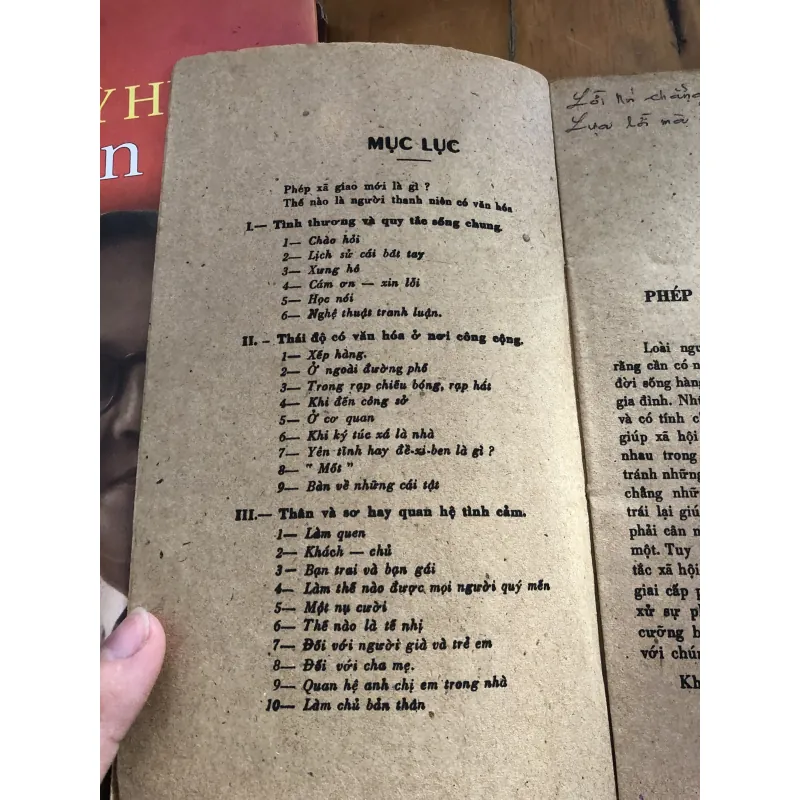 YH
n
MỤC LỤC
Phép xã giao mới là gì ?
Thế nào là người thanh niên có văn hóa
I.— Tình thương và quy tắc sống chung.
1— Chào hỏi
2— Lịch sử cái bắt tay
3— Xưng hô
4— Cám ơn — xin lỗi
5— Học nói
6— Nghệ thuật tranh luận.
II. – Thái độ có văn hóa ở nơi công cộng.
1— Xếp hàng.
2— Ở ngoài đường phố
3— Trong rạp chiếu bóng, rạp hát
4— Khi đến công sở
5— Ở cơ quan
6— Khi ký túc xá là nhà
7— Yên tĩnh hay đề-xi-ben là gì ?
8— " Mốt "
9— Bàn về những cái tật
III.— Thân và sơ hay quan hệ tình cảm.
1— Làm quen
2— Khách — chủ
3— Bạn trai và bạn gái
4— Làm thế nào được mọi người quý mến
5— Một nụ cười
6— Thế nào là tế nhị
7— Đối với người già và trẻ em
8— Đối với cha mẹ.
9— Quan hệ anh chị em trong nhà
10— Làm chủ bản thân
Lời nói chẳng
Lựa lời mà
PHÉP
Loài ngư
rằng cần có n
đời sống hàng
gia đình. Nhữ
và có tính c
giúp xã hội
nhau trong
tránh những
chẳng nhữ
trái lại giú
phải cân n
một. Tuy
tắc xã hội
giai cấp p
xử sự ph
cưỡng b
với chún
Kh